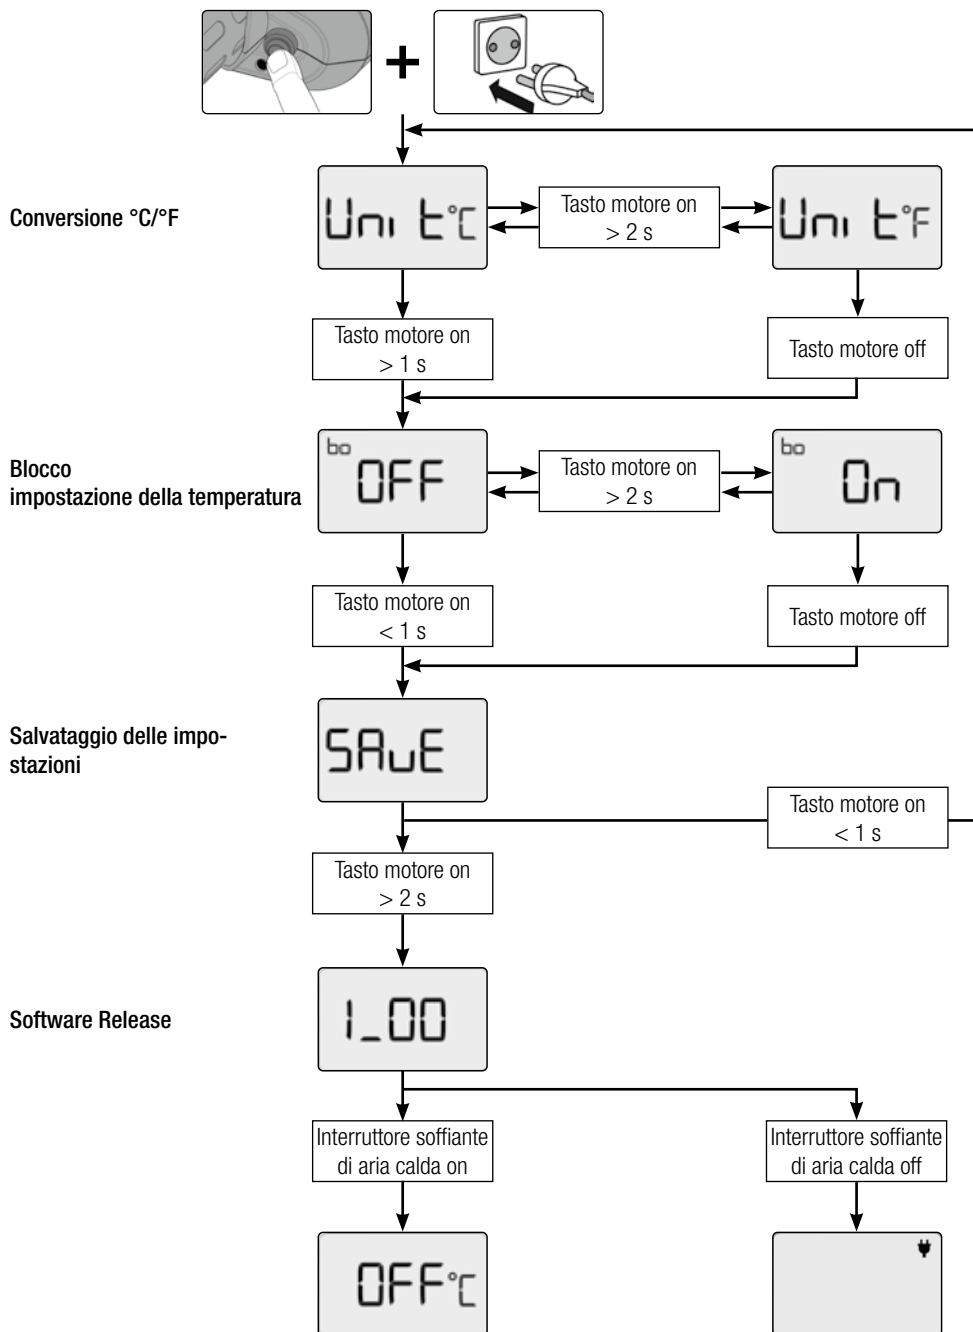 Conversione °C/°F
Unit°C
Tasto motore on
> 2 s
Unit°F
Tasto motore on
> 1 s
Tasto motore off
Blocco
impostazione della temperatura
bo
OFF
Tasto motore on
> 2 s
bo
On
Tasto motore on
< 1 s
Tasto motore off
Salvataggio delle impo-
stazioni
SAvE
Tasto motore on
< 1 s
Tasto motore on
> 2 s
Software Release
1_00
Interruttore soffiante
di aria calda on
Interruttore soffiante
di aria calda off
OFF°C